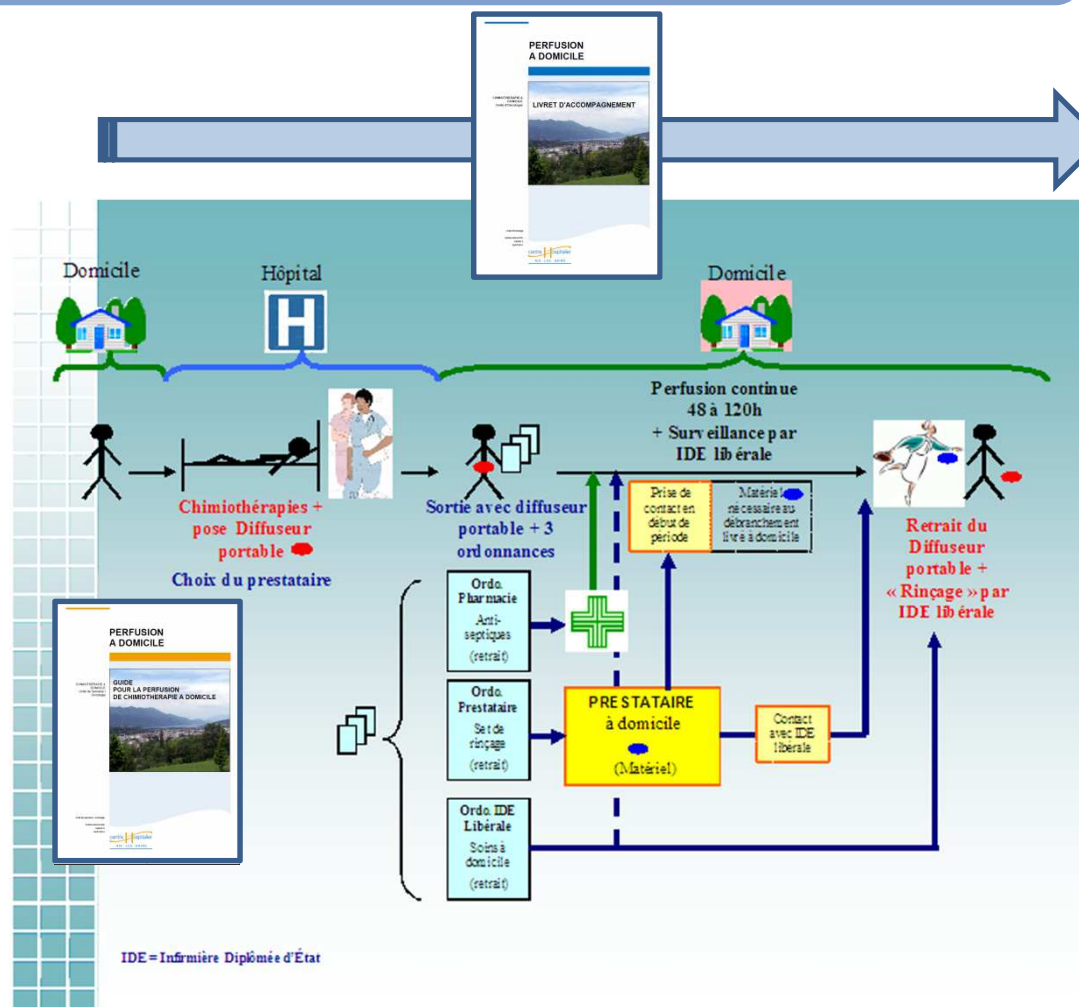 PERFUSION
A DOMICILE
LIVRET D'ACCOMPAGNEMENT
Domicile
Hôpital
H
Domicile
Perfusion continue
48 à 120h
+ Surveillance par
IDE libérale
Chimiothérapies +
pose Diffuseur
portable
Choix du prestataire
Sortie avec diffuseur
portable + 3
ordonnances
Prise de
contact en
début de
période
Matériel
nécessaire au
débranchement
livré à domicile
Retrait du
Diffuseur
portable +
« Rinçage » par
IDE libérale
Ordo.
Pharmacie
Anti-
septiques
(retrait)
Ordo.
Prestataire
Set de
rinçage
(retrait)
PRESTATAIRE
à domicile
(Matériel)
Contact
avec IDE
libérale
Ordo. IDE
Libérale
Soins à
domicile
(retrait)
PERFUSION
A DOMICILE
GUIDE
POUR LA PERFUSION
DE CHIMIOTHERAPIE A DOMICILE
IDE = Infirmière Diplômée d'État